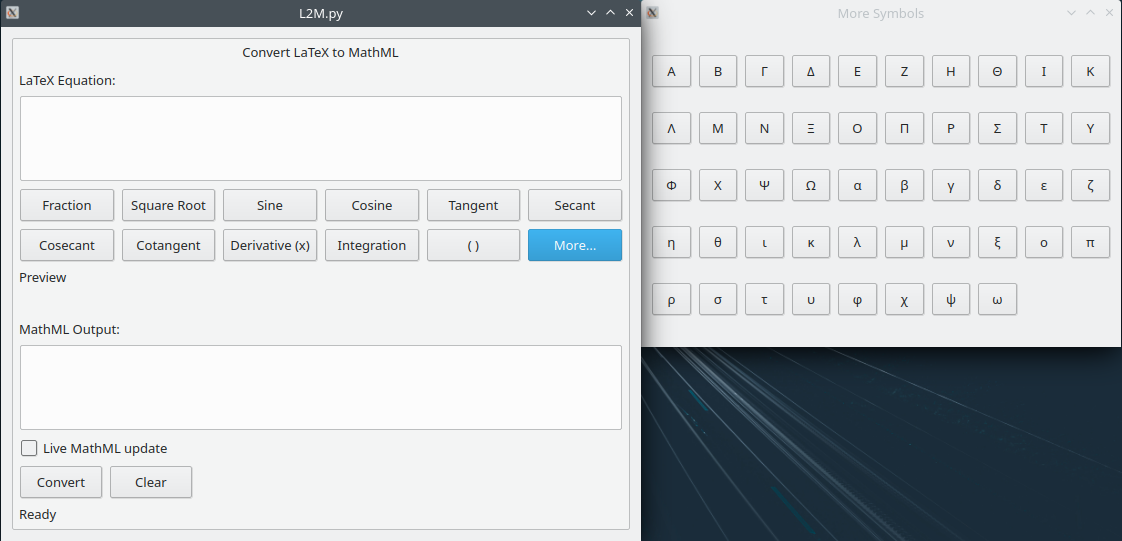 L2M.py
Convert LaTeX to MathML
LaTeX Equation:
Fraction Square Root Sine Cosine Tangent Secant
Cosecant Cotangent Derivative (x) Integration ( ) More...
Preview
MathML Output:
Live MathML update
Convert Clear
Ready
More Symbols
Α Β Γ Δ Ε Ζ Η Θ Ι Κ
Λ Μ Ν Ξ Ο Π Ρ Σ Τ Υ
Φ Χ Ψ Ω α β γ δ ε ζ
η θ ι κ λ μ ν ξ ο π
ρ σ τ υ φ χ ψ ω